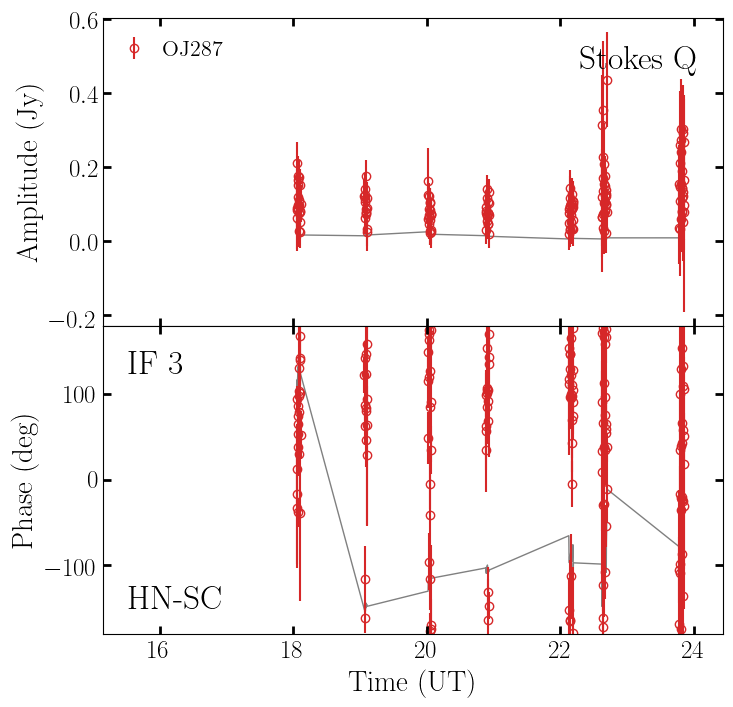 0.6
OJ287
Stokes Q
0.4
0.2
0.0
−0.2
Amplitude (Jy)
IF 3
100
0
−100
Phase (deg)
HN-SC
16 18 20 22 24
Time (UT)